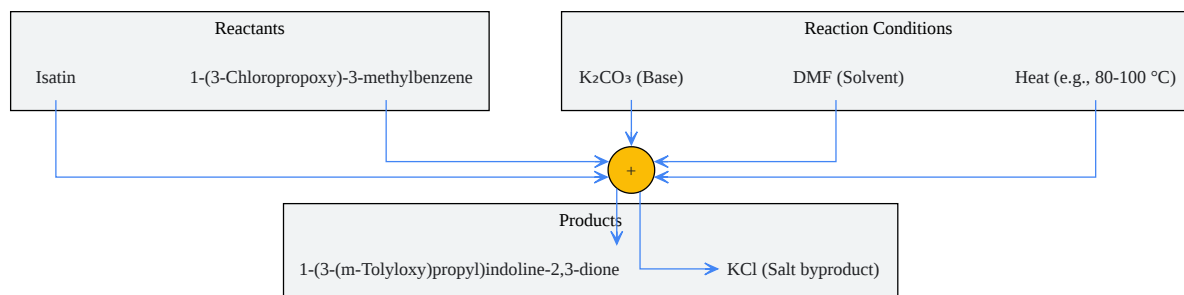 Reactants
Reaction Conditions
Isatin
1-(3-Chloropropoxy)-3-methylbenzene
K₂CO₃ (Base)
DMF (Solvent)
Heat (e.g., 80-100 °C)
+
Products
1-(3-(m-Tolyloxy)propyl)indoline-2,3-dione
KCl (Salt byproduct)